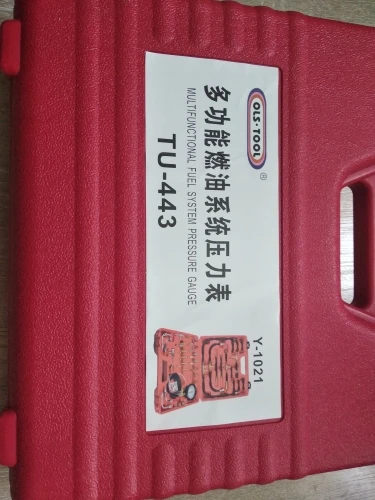 OLS·TOOL
®
多功能燃油系统压力表
MULTIFUNCTIONAL FUEL SYSTEM PRESSURE GAUGE
TU-443
Y-1021